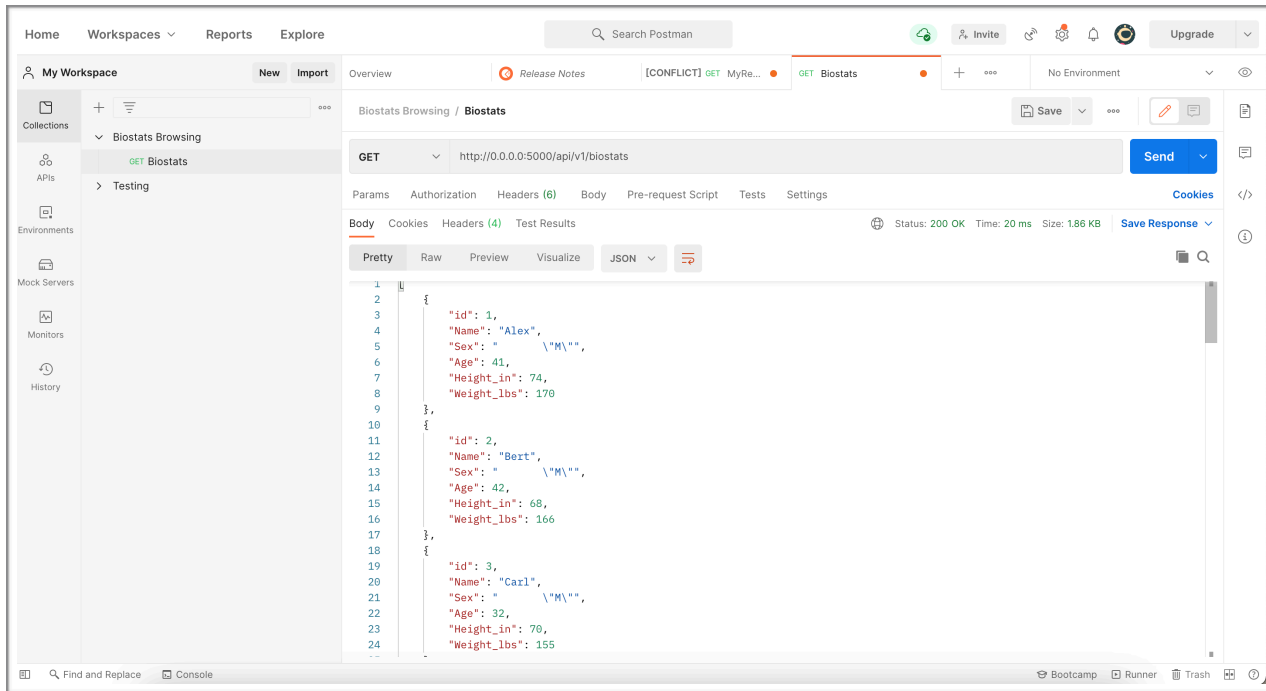 Home Workspaces Reports Explore Search Postman Invite Upgrade
My Workspace New Import Overview Release Notes [CONFLICT] GET MyRe... GET Biostats No Environment
Collections
APIs
Environments
Mock Servers
Monitors
History
Biostats Browsing
GET Biostats
Testing
Biostats Browsing / Biostats Save
GET http://0.0.0.0:5000/api/v1/biostats Send
Params Authorization Headers (6) Body Pre-request Script Tests Settings Cookies
Body Cookies Headers (4) Test Results Status: 200 OK Time: 20 ms Size: 1.86 KB Save Response
Pretty Raw Preview Visualize JSON
1 [
2 {
3 "id": 1,
4 "Name": "Alex",
5 "Sex": "       \"M\"",
6 "Age": 41,
7 "Height_in": 74,
8 "Weight_lbs": 170
9 },
10 {
11 "id": 2,
12 "Name": "Bert",
13 "Sex": "       \"M\"",
14 "Age": 42,
15 "Height_in": 68,
16 "Weight_lbs": 166
17 },
18 {
19 "id": 3,
20 "Name": "Carl",
21 "Sex": "       \"M\"",
22 "Age": 32,
23 "Height_in": 70,
24 "Weight_lbs": 155
Find and Replace Console Bootcamp Runner Trash